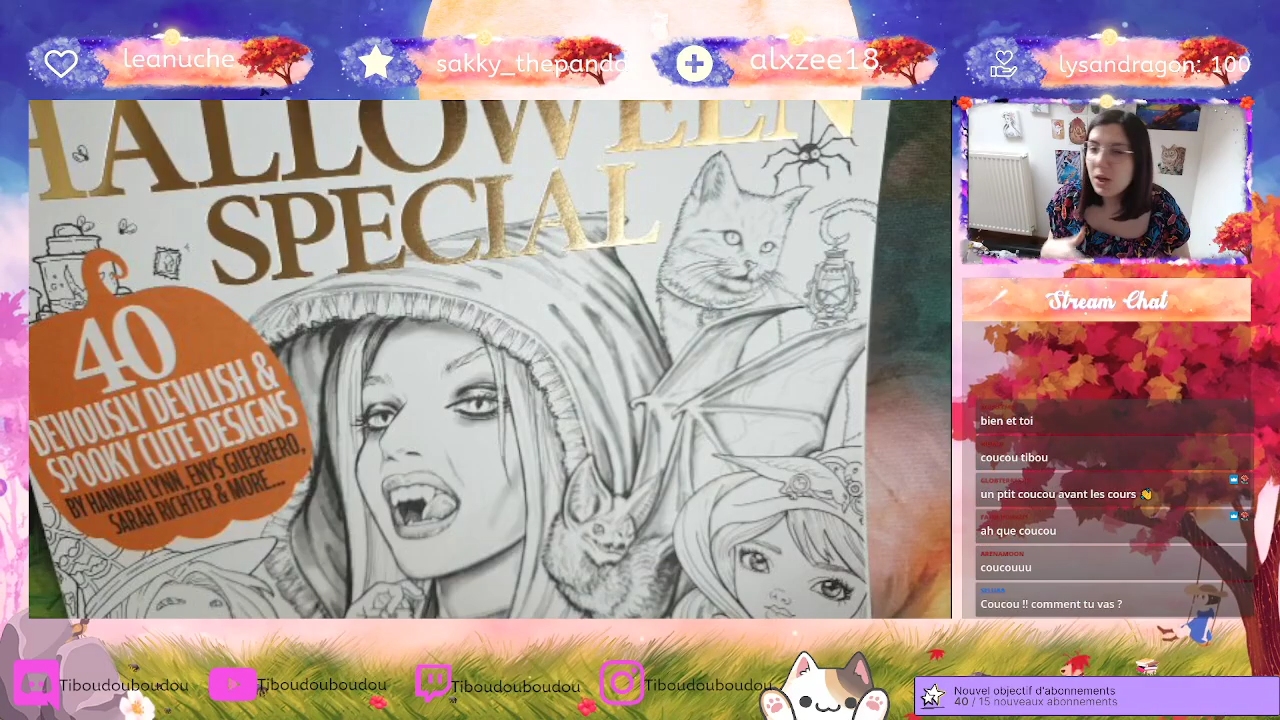 leanuche
sakky_thepando
alxzee18
lysandragon: 100
HALLOWEEN
SPECIAL
40
DEVIOUSLY DEVILISH &
SPOOKY CUTE DESIGNS
BY HANNAH LYNN, ENYS GUERRERO,
SARAH RICHTER & MORE....
Stream Chat
bien et toi
coucou tibou
un ptit coucou avant les cours 👋
ah que coucou
ARENAMOON
coucouuu
Coucou !! comment tu vas ?
Tiboudouboudou
Tiboudouboudou
Tiboudouboudou
Tiboudouboudou
Nouvel objectif d'abonnements
40 / 15 nouveaux abonnements